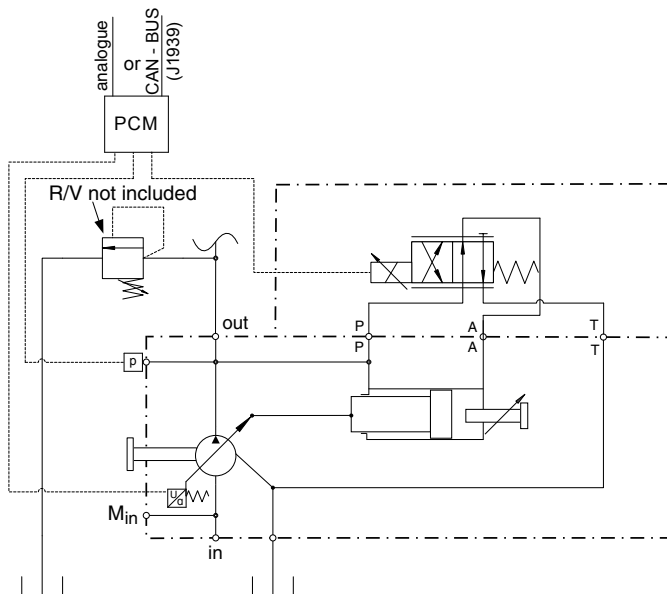 analogue
or
CAN - BUS
(J1939)
PCM
R/V not included
out
P
A
T
P
A
T
p
U
α
Min
in